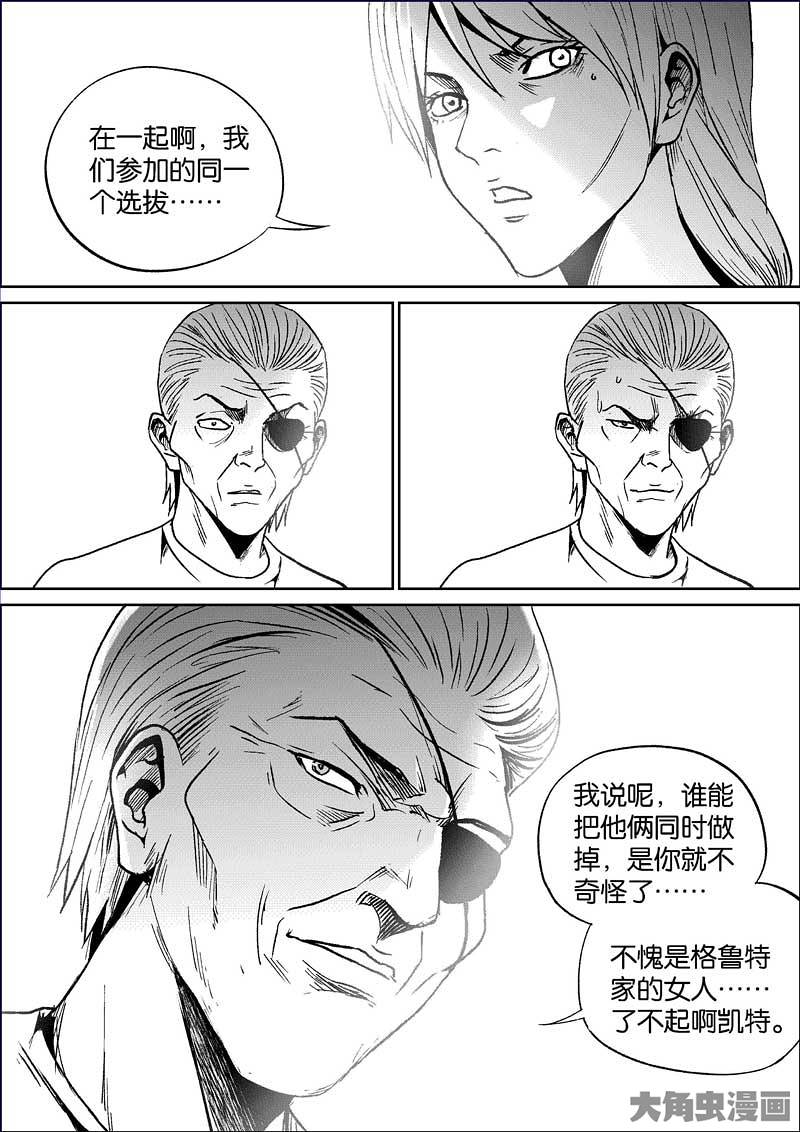 在一起啊，我
们参加的同一
个选拔……
我说呢，谁能
把他俩同时做
掉，是你就不
奇怪了……
不愧是格鲁特
家的女人……
了不起啊凯特。
大角虫漫画